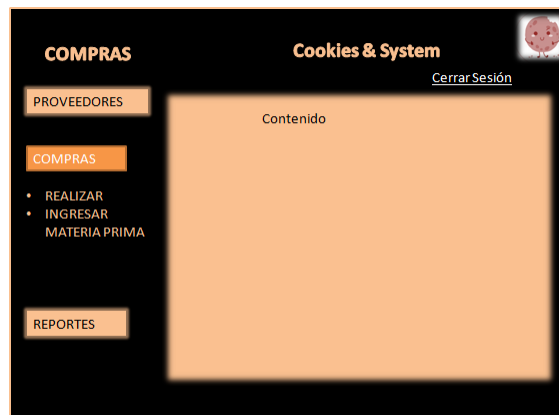 COMPRAS
Cookies & System
Cerrar Sesión
PROVEEDORES
Contenido
COMPRAS
• REALIZAR
• INGRESAR
MATERIA PRIMA
REPORTES